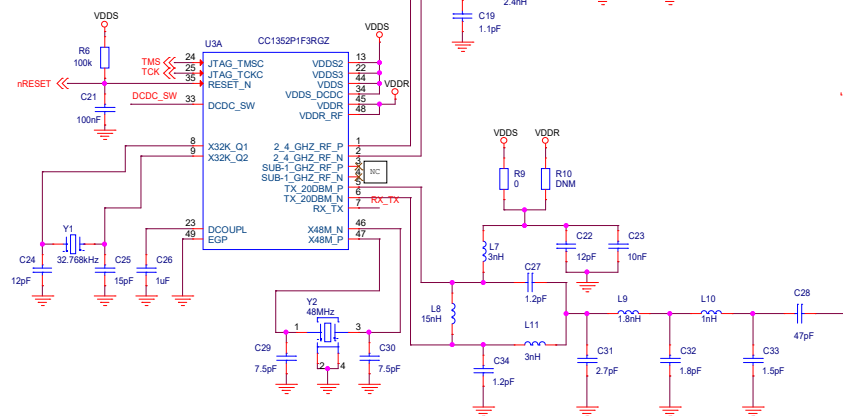 C19
1.1pF
2.4nH
VDDS
R6
100k
nRESET
C21
100nF
DCDC_SW
TMS
TCK
U3A
CC1352P1F3RGZ
24
25
35
33
8
9
23
49
JTAG_TMSC
JTAG_TCKC
RESET_N
DCDC_SW
X32K_Q1
X32K_Q2
DCOUPL
EGP
VDDS2
VDDS3
VDDS
VDDS_DCDC
VDDR
VDDR_RF
2_4_GHZ_RF_P
2_4_GHZ_RF_N
SUB-1_GHZ_RF_P
SUB-1_GHZ_RF_N
TX_20DBM_P
TX_20DBM_N
RX_TX
X48M_N
X48M_P
13
22
44
34
45
48
1
2
3
4
5
6
7
46
47
VDDS
VDDR
NC
RX_TX
VDDS
VDDR
R9
0
R10
DNM
Y1
32.768kHz
C24
12pF
C25
15pF
C26
1uF
L7
3nH
C22
12pF
C23
10nF
C27
1.2pF
L8
15nH
L11
3nH
L9
1.8nH
L10
1nH
C28
47pF
Y2
48MHz
1
3
2
4
C29
7.5pF
C30
7.5pF
C34
1.2pF
C31
2.7pF
C32
1.8pF
C33
1.5pF